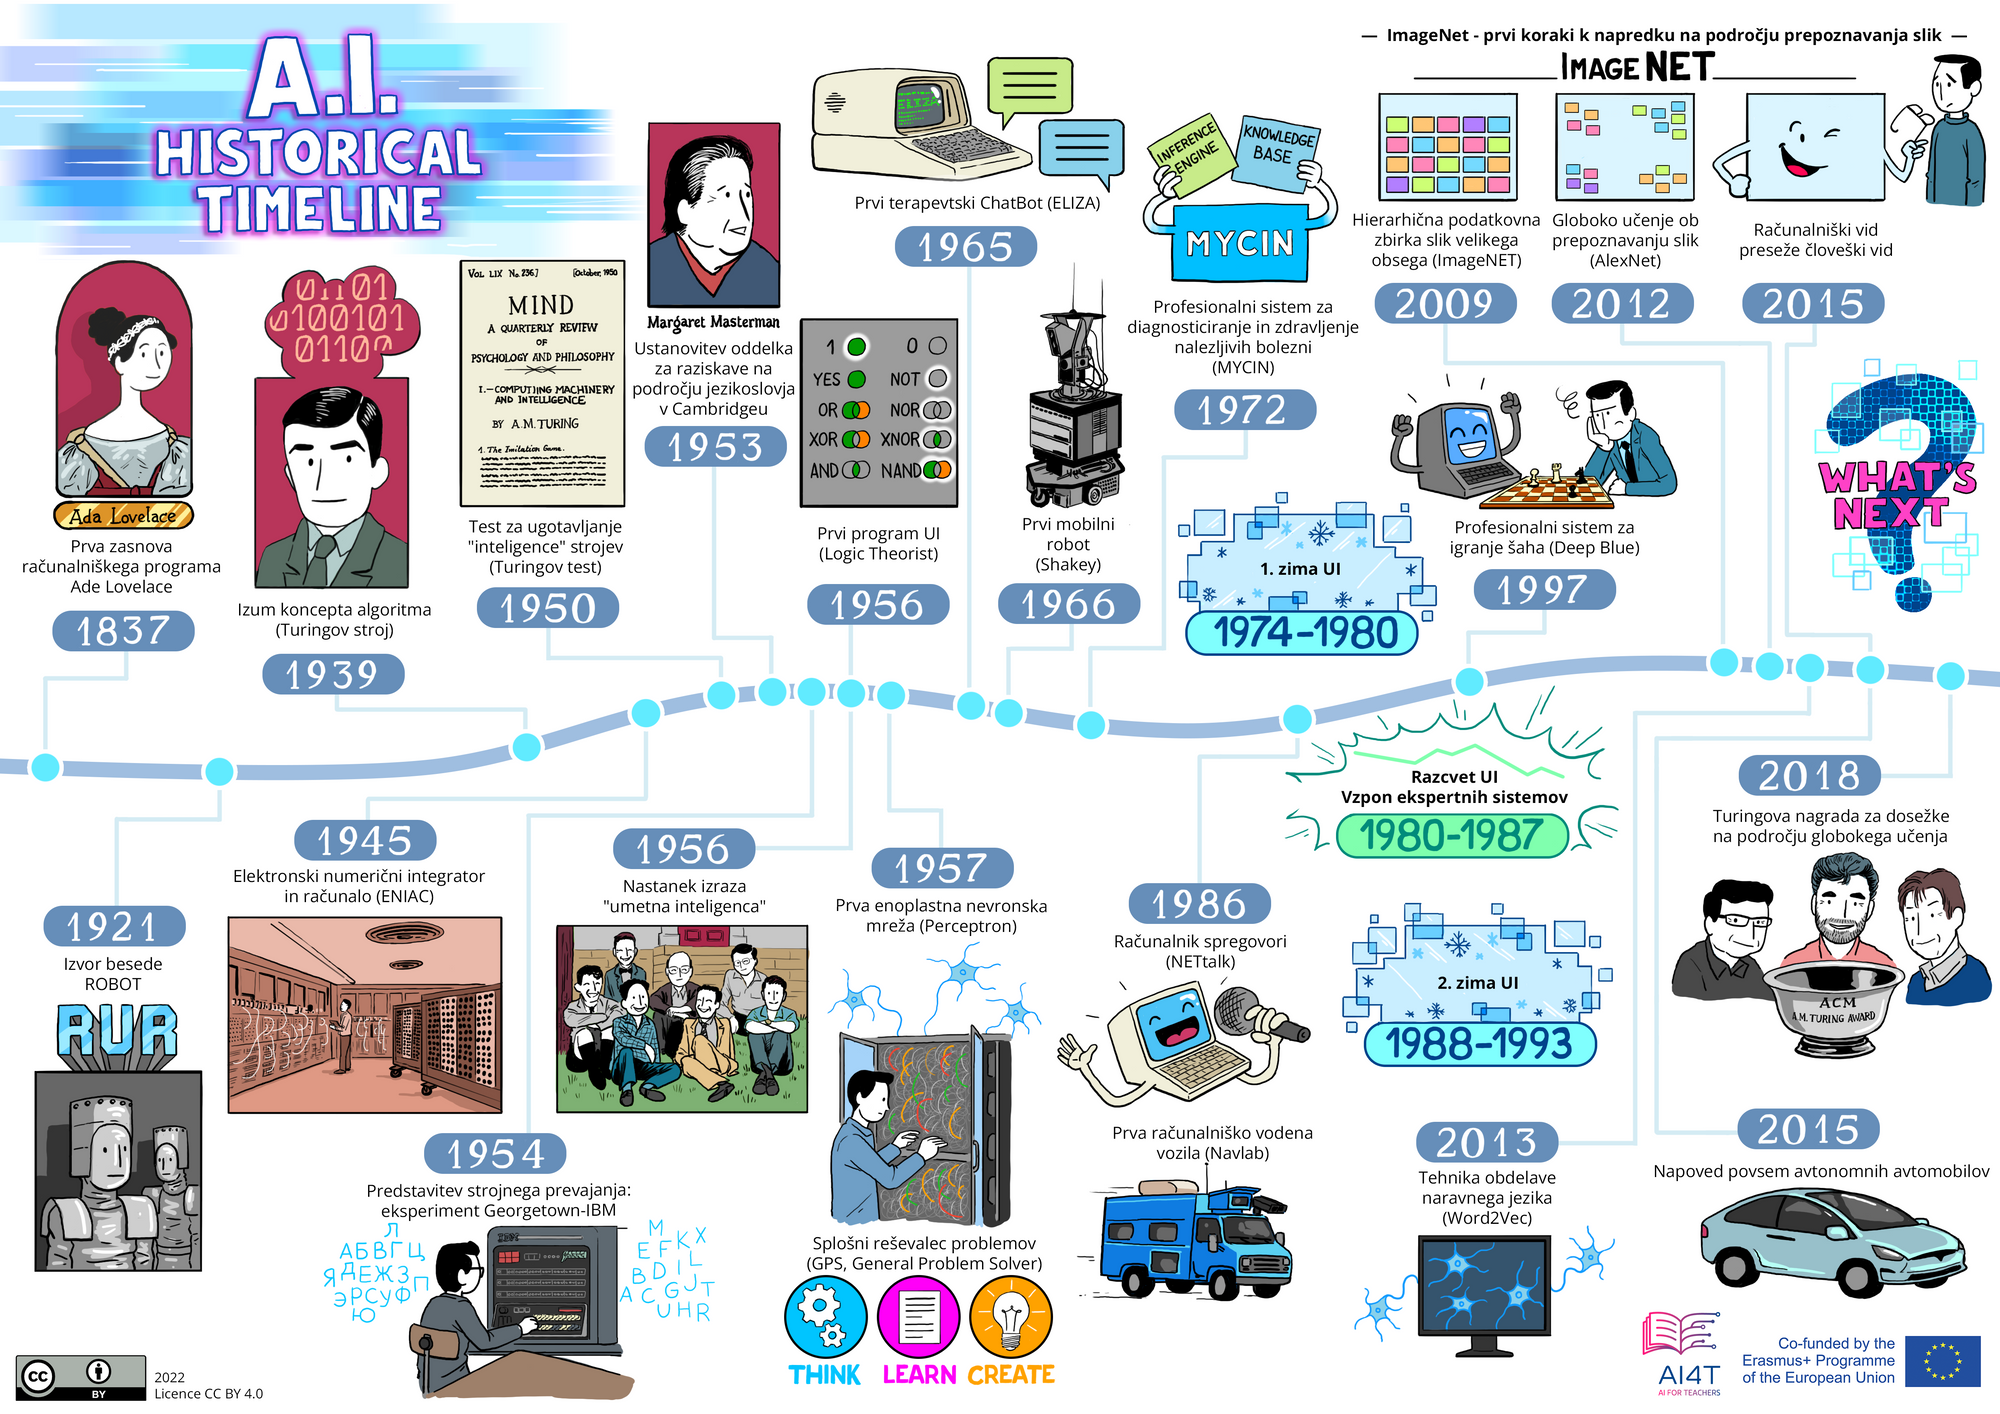 A.I.
HISTORICAL
TIMELINE
Ada Lovelace
Prva zasnova
računalniškega programa
Ade Lovelace
1837
01101
0100101
01100
Izum koncepta algoritma
(Turingov stroj)
1939
VOL LIX No. 236.] [October, 1950
MIND
A QUARTERLY REVIEW
OF
PSYCHOLOGY AND PHILOSOPHY
I.—COMPUTING MACHINERY
AND INTELLIGENCE
BY A.M. TURING
1. The Imitation Game.
Test za ugotavljanje
"inteligence" strojev
(Turingov test)
1950
Margaret Masterman
Ustanovitev oddelka
za raziskave na
področju jezikoslovja
v Cambridgeu
1953
1 0
YES NOT
OR NOR
XOR XNOR
AND NAND
Prvi program UI
(Logic Theorist)
1956
ELIZA
Prvi terapevtski ChatBot (ELIZA)
1965
Prvi mobilni
robot
(Shakey)
1966
INFERENCE
ENGINE
KNOWLEDGE
BASE
MYCIN
Profesionalni sistem za
diagnosticiranje in zdravljenje
nalezljivih bolezni
(MYCIN)
1972
1. zima UI
1974-1980
— ImageNet - prvi koraki k napredku na področju prepoznavanja slik —
IMAGENET
Hierarhična podatkovna
zbirka slik velikega
obsega (ImageNET)
2009
Globoko učenje ob
prepoznavanju slik
(AlexNet)
2012
Računalniški vid
preseže človeški vid
2015
Profesionalni sistem za
igranje šaha (Deep Blue)
1997
WHAT'S
NEXT
1921
Izvor besede
ROBOT
RUR
1945
Elektronski numerični integrator
in računalo (ENIAC)
1954
Predstavitev strojnega prevajanja:
eksperiment Georgetown-IBM
Л
АБВГЦ
ЯДЕЖЗП
ЭРСУФ
Ю
IBM
M
EFKX
BDIL
ACGJT
UHR
1956
Nastanek izraza
"umetna inteligenca"
1957
Prva enoplastna nevronska
mreža (Perceptron)
Splošni reševalec problemov
(GPS, General Problem Solver)
THINK LEARN CREATE
1986
Računalnik spregovori
(NETtalk)
Prva računalniško vodena
vozila (Navlab)
Razcvet UI
Vzpon ekspertnih sistemov
1980-1987
2. zima UI
1988-1993
2013
Tehnika obdelave
naravnega jezika
(Word2Vec)
2018
Turingova nagrada za dosežke
na področju globokega učenja
ACM
A.M. TURING AWARD
2015
Napoved povsem avtonomnih avtomobilov
cc BY
2022
Licence CC BY 4.0
AI4T
AI FOR TEACHERS
Co-funded by the
Erasmus+ Programme
of the European Union